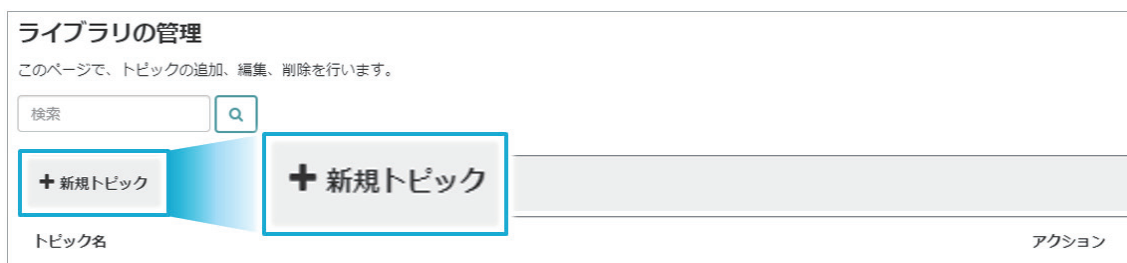 ライブラリの管理
このページで、トピックの追加、編集、削除を行います。
検索
+ 新規トピック
+ 新規トピック
トピック名
アクション